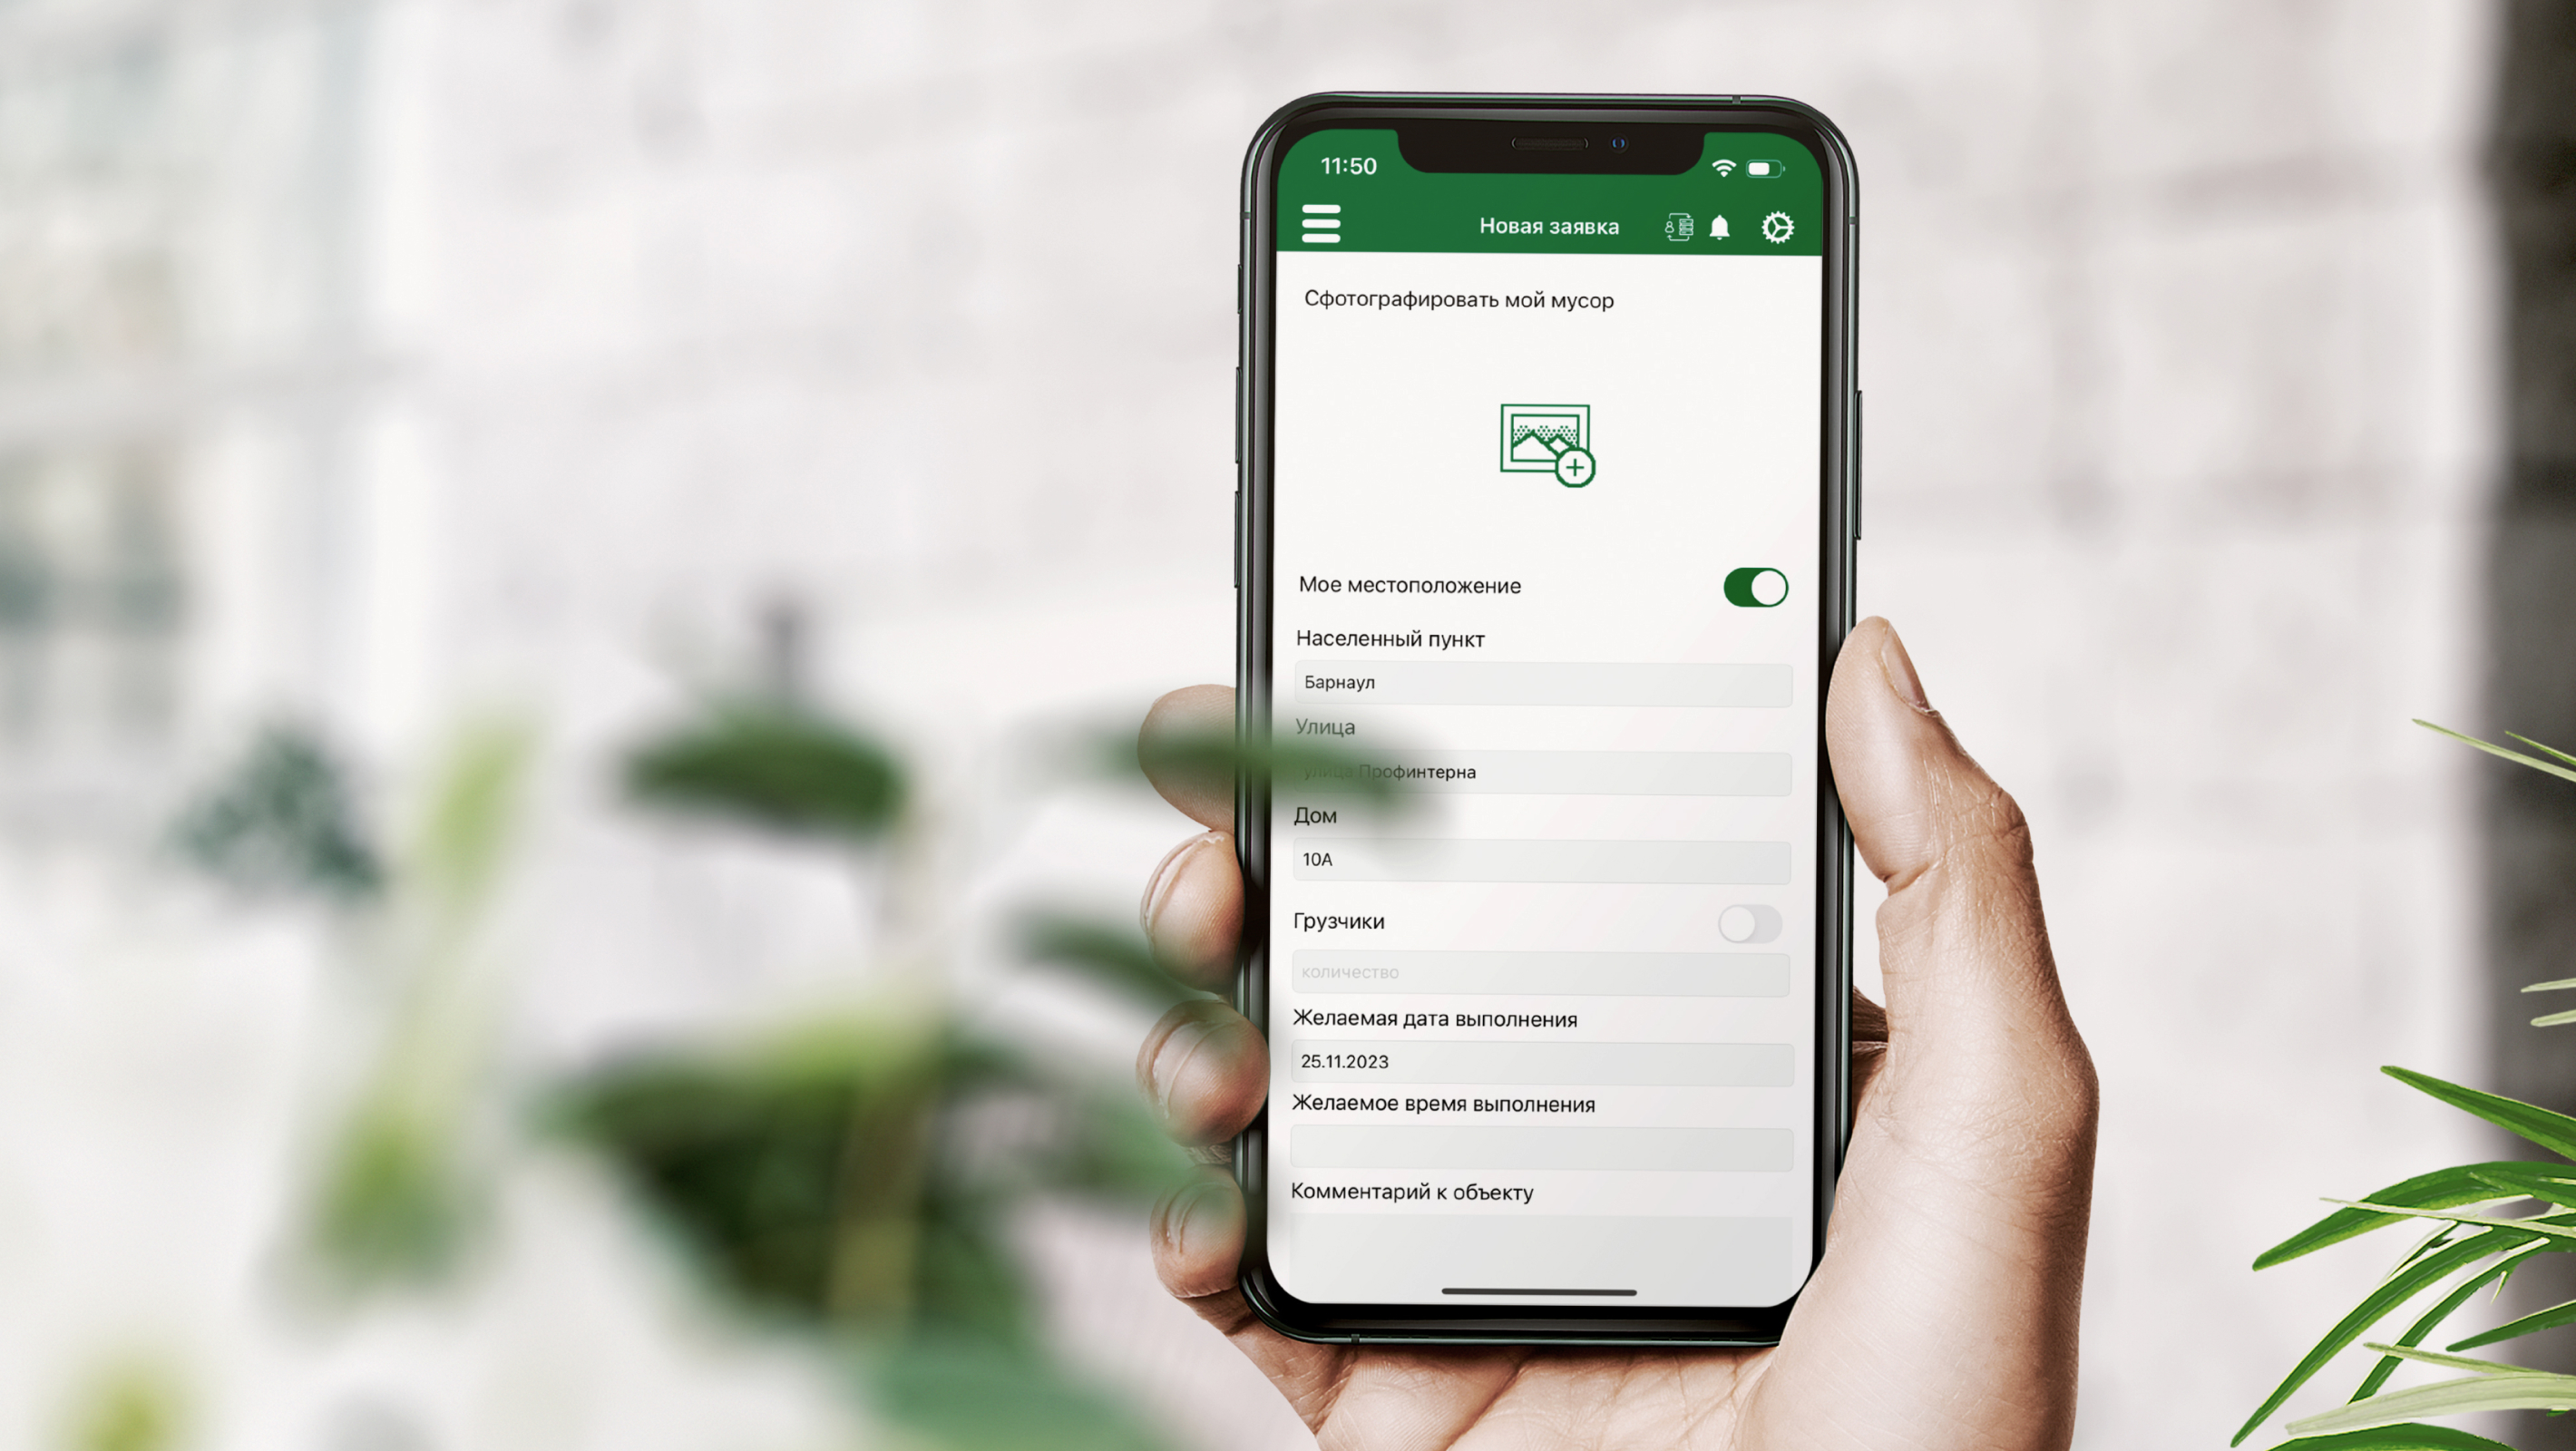 11:50
Новая заявка
Сфотографировать мой мусор
Мое местоположение
Населенный пункт
Барнаул
Улица
улица Профинтерна
Дом
10А
Грузчики
количество
Желаемая дата выполнения
25.11.2023
Желаемое время выполнения
Комментарий к объекту